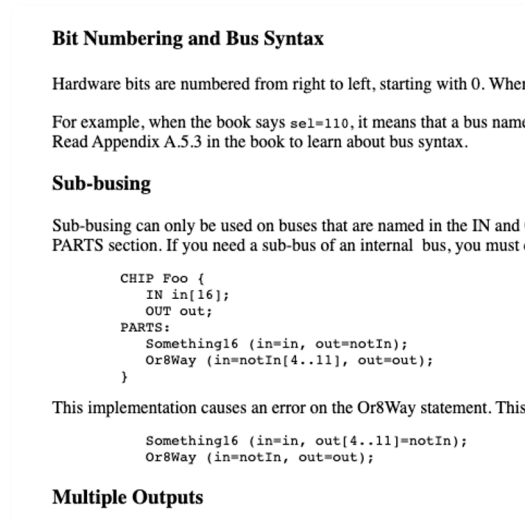 Bit Numbering and Bus Syntax
Hardware bits are numbered from right to left, starting with 0. When
For example, when the book says sel=110, it means that a bus name
Read Appendix A.5.3 in the book to learn about bus syntax.
Sub-busing
Sub-busing can only be used on buses that are named in the IN and
PARTS section. If you need a sub-bus of an internal bus, you must
CHIP Foo {
IN in[16];
OUT out;
PARTS:
Something16 (in=in, out=notIn);
Or8Way (in=notIn[4..11], out=out);
}
This implementation causes an error on the Or8Way statement. This
Something16 (in=in, out[4..11]=notIn);
Or8Way (in=notIn, out=out);
Multiple Outputs